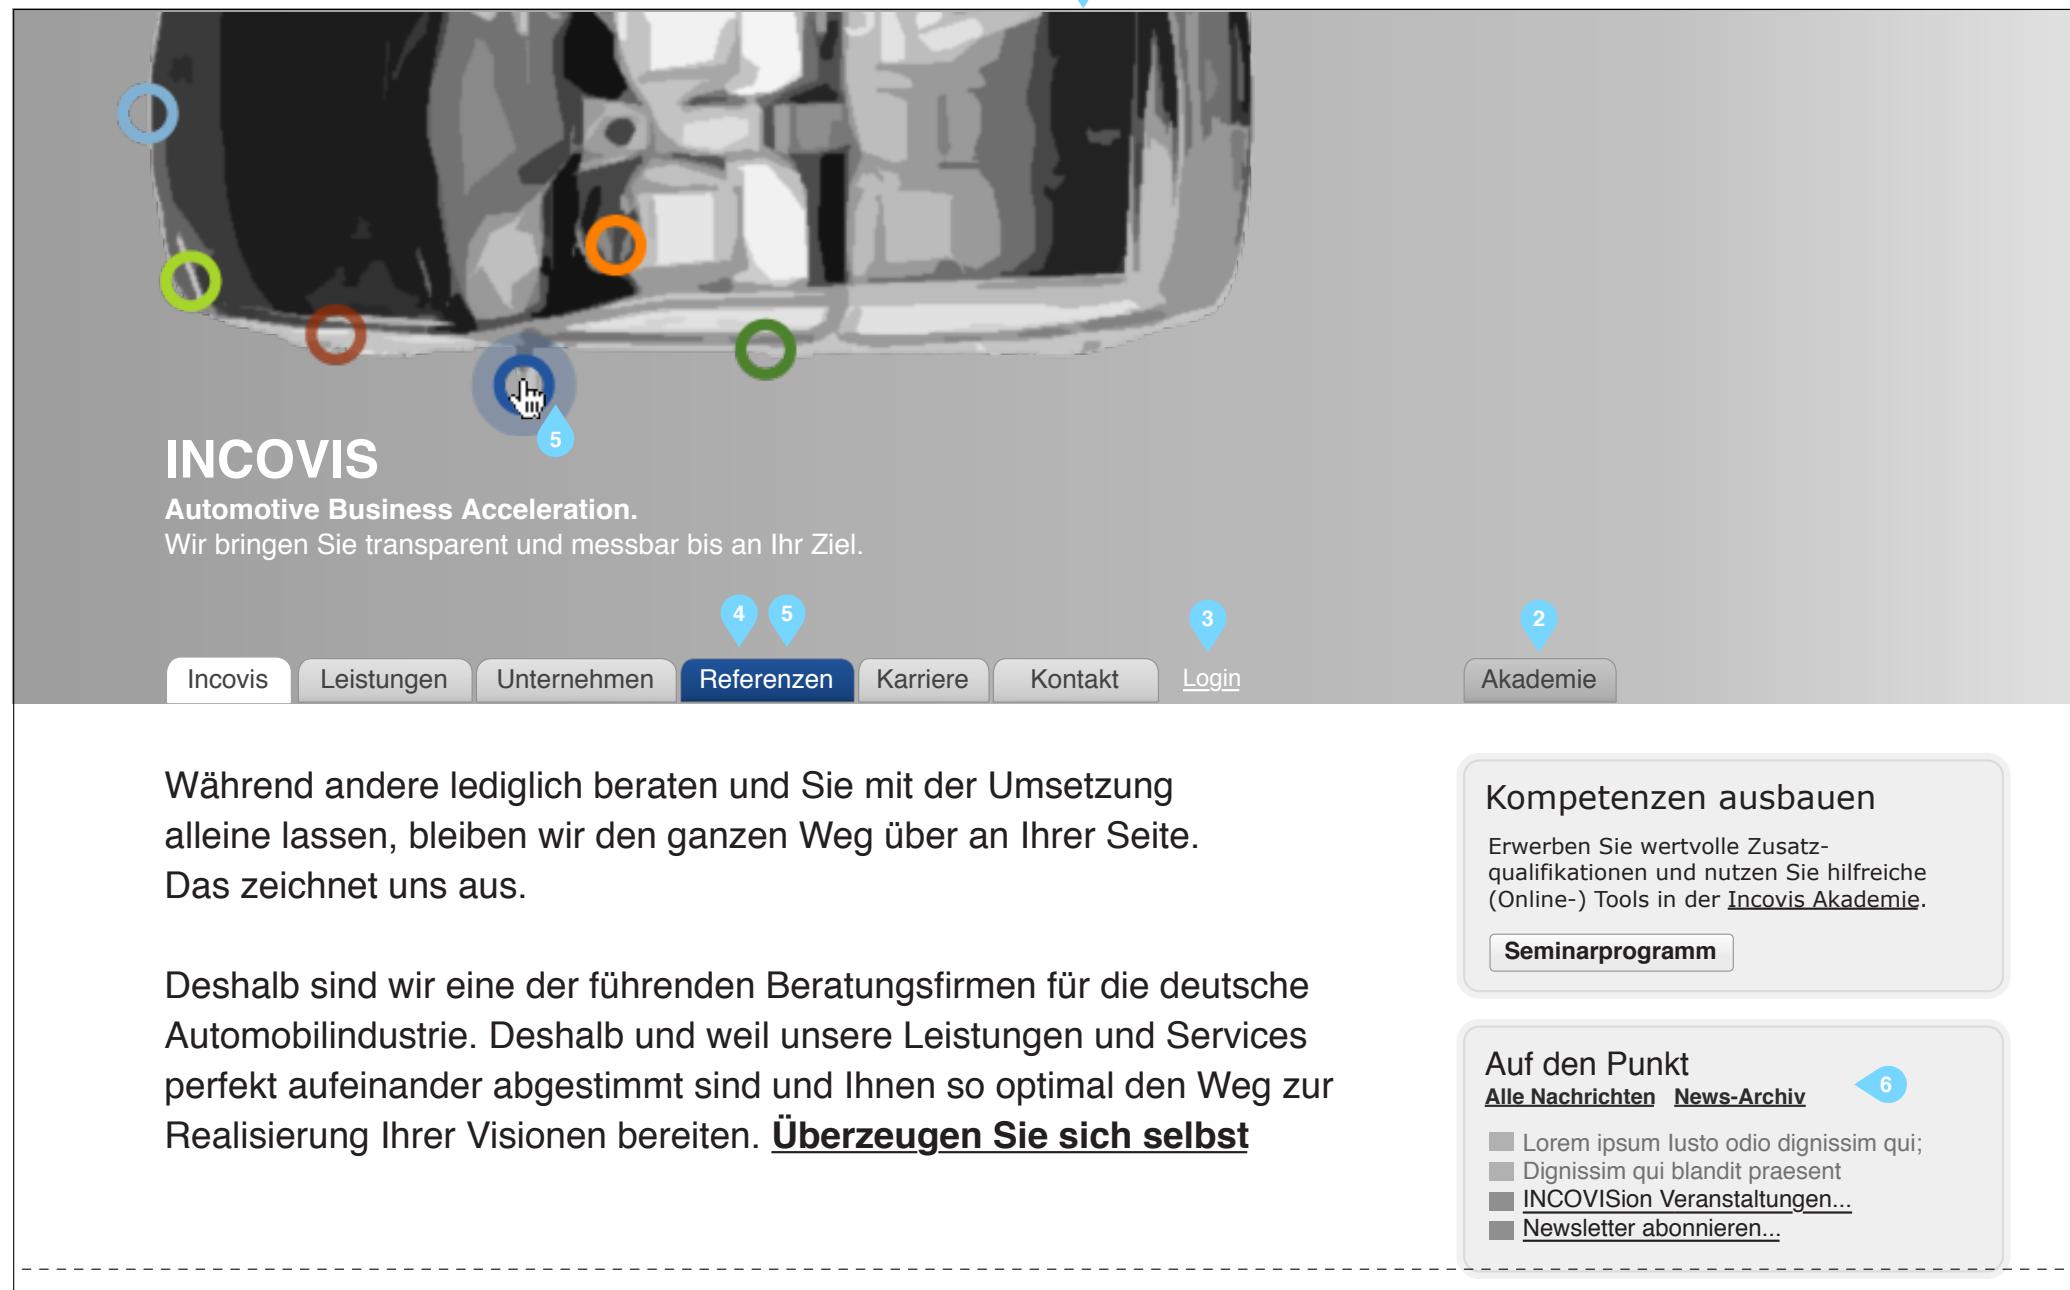 5
INCOVIS
Automotive Business Acceleration.
Wir bringen Sie transparent und messbar bis an Ihr Ziel.
4 5 3 2
Incovis Leistungen Unternehmen Referenzen Karriere Kontakt Login Akademie
Während andere lediglich beraten und Sie mit der Umsetzung
alleine lassen, bleiben wir den ganzen Weg über an Ihrer Seite.
Das zeichnet uns aus.
Deshalb sind wir eine der führenden Beratungsfirmen für die deutsche
Automobilindustrie. Deshalb und weil unsere Leistungen und Services
perfekt aufeinander abgestimmt sind und Ihnen so optimal den Weg zur
Realisierung Ihrer Visionen bereiten. Überzeugen Sie sich selbst
Kompetenzen ausbauen
Erwerben Sie wertvolle Zusatz-
qualifikationen und nutzen Sie hilfreiche
(Online-) Tools in der Incovis Akademie.
Seminarprogramm
Auf den Punkt
Alle Nachrichten News-Archiv
6
Lorem ipsum Iusto odio dignissim qui;
Dignissim qui blandit praesent
INCOVISion Veranstaltungen...
Newsletter abonnieren...